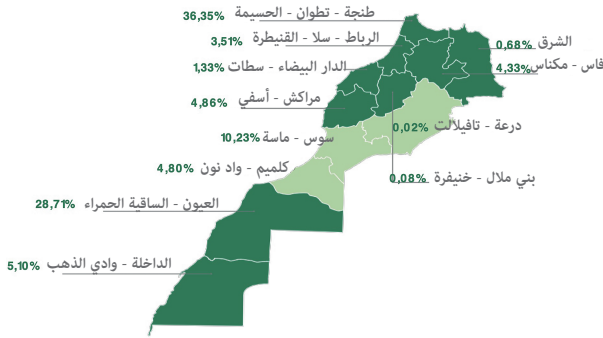 طنجة - تطوان - الحسيمة 36,35%
الرباط - سلا - القنيطرة 3,51%
الشرق 0,68%
فاس - مكناس 4,33%
الدار البيضاء - سطات 1,33%
مراكش - أسفي 4,86%
درعة - تافيلالت 0,02%
سوس - ماسة 10,23%
كلميم - واد نون 4,80%
بني ملال - خنيفرة 0,08%
العيون - الساقية الحمراء 28,71%
الداخلة - وادي الذهب 5,10%